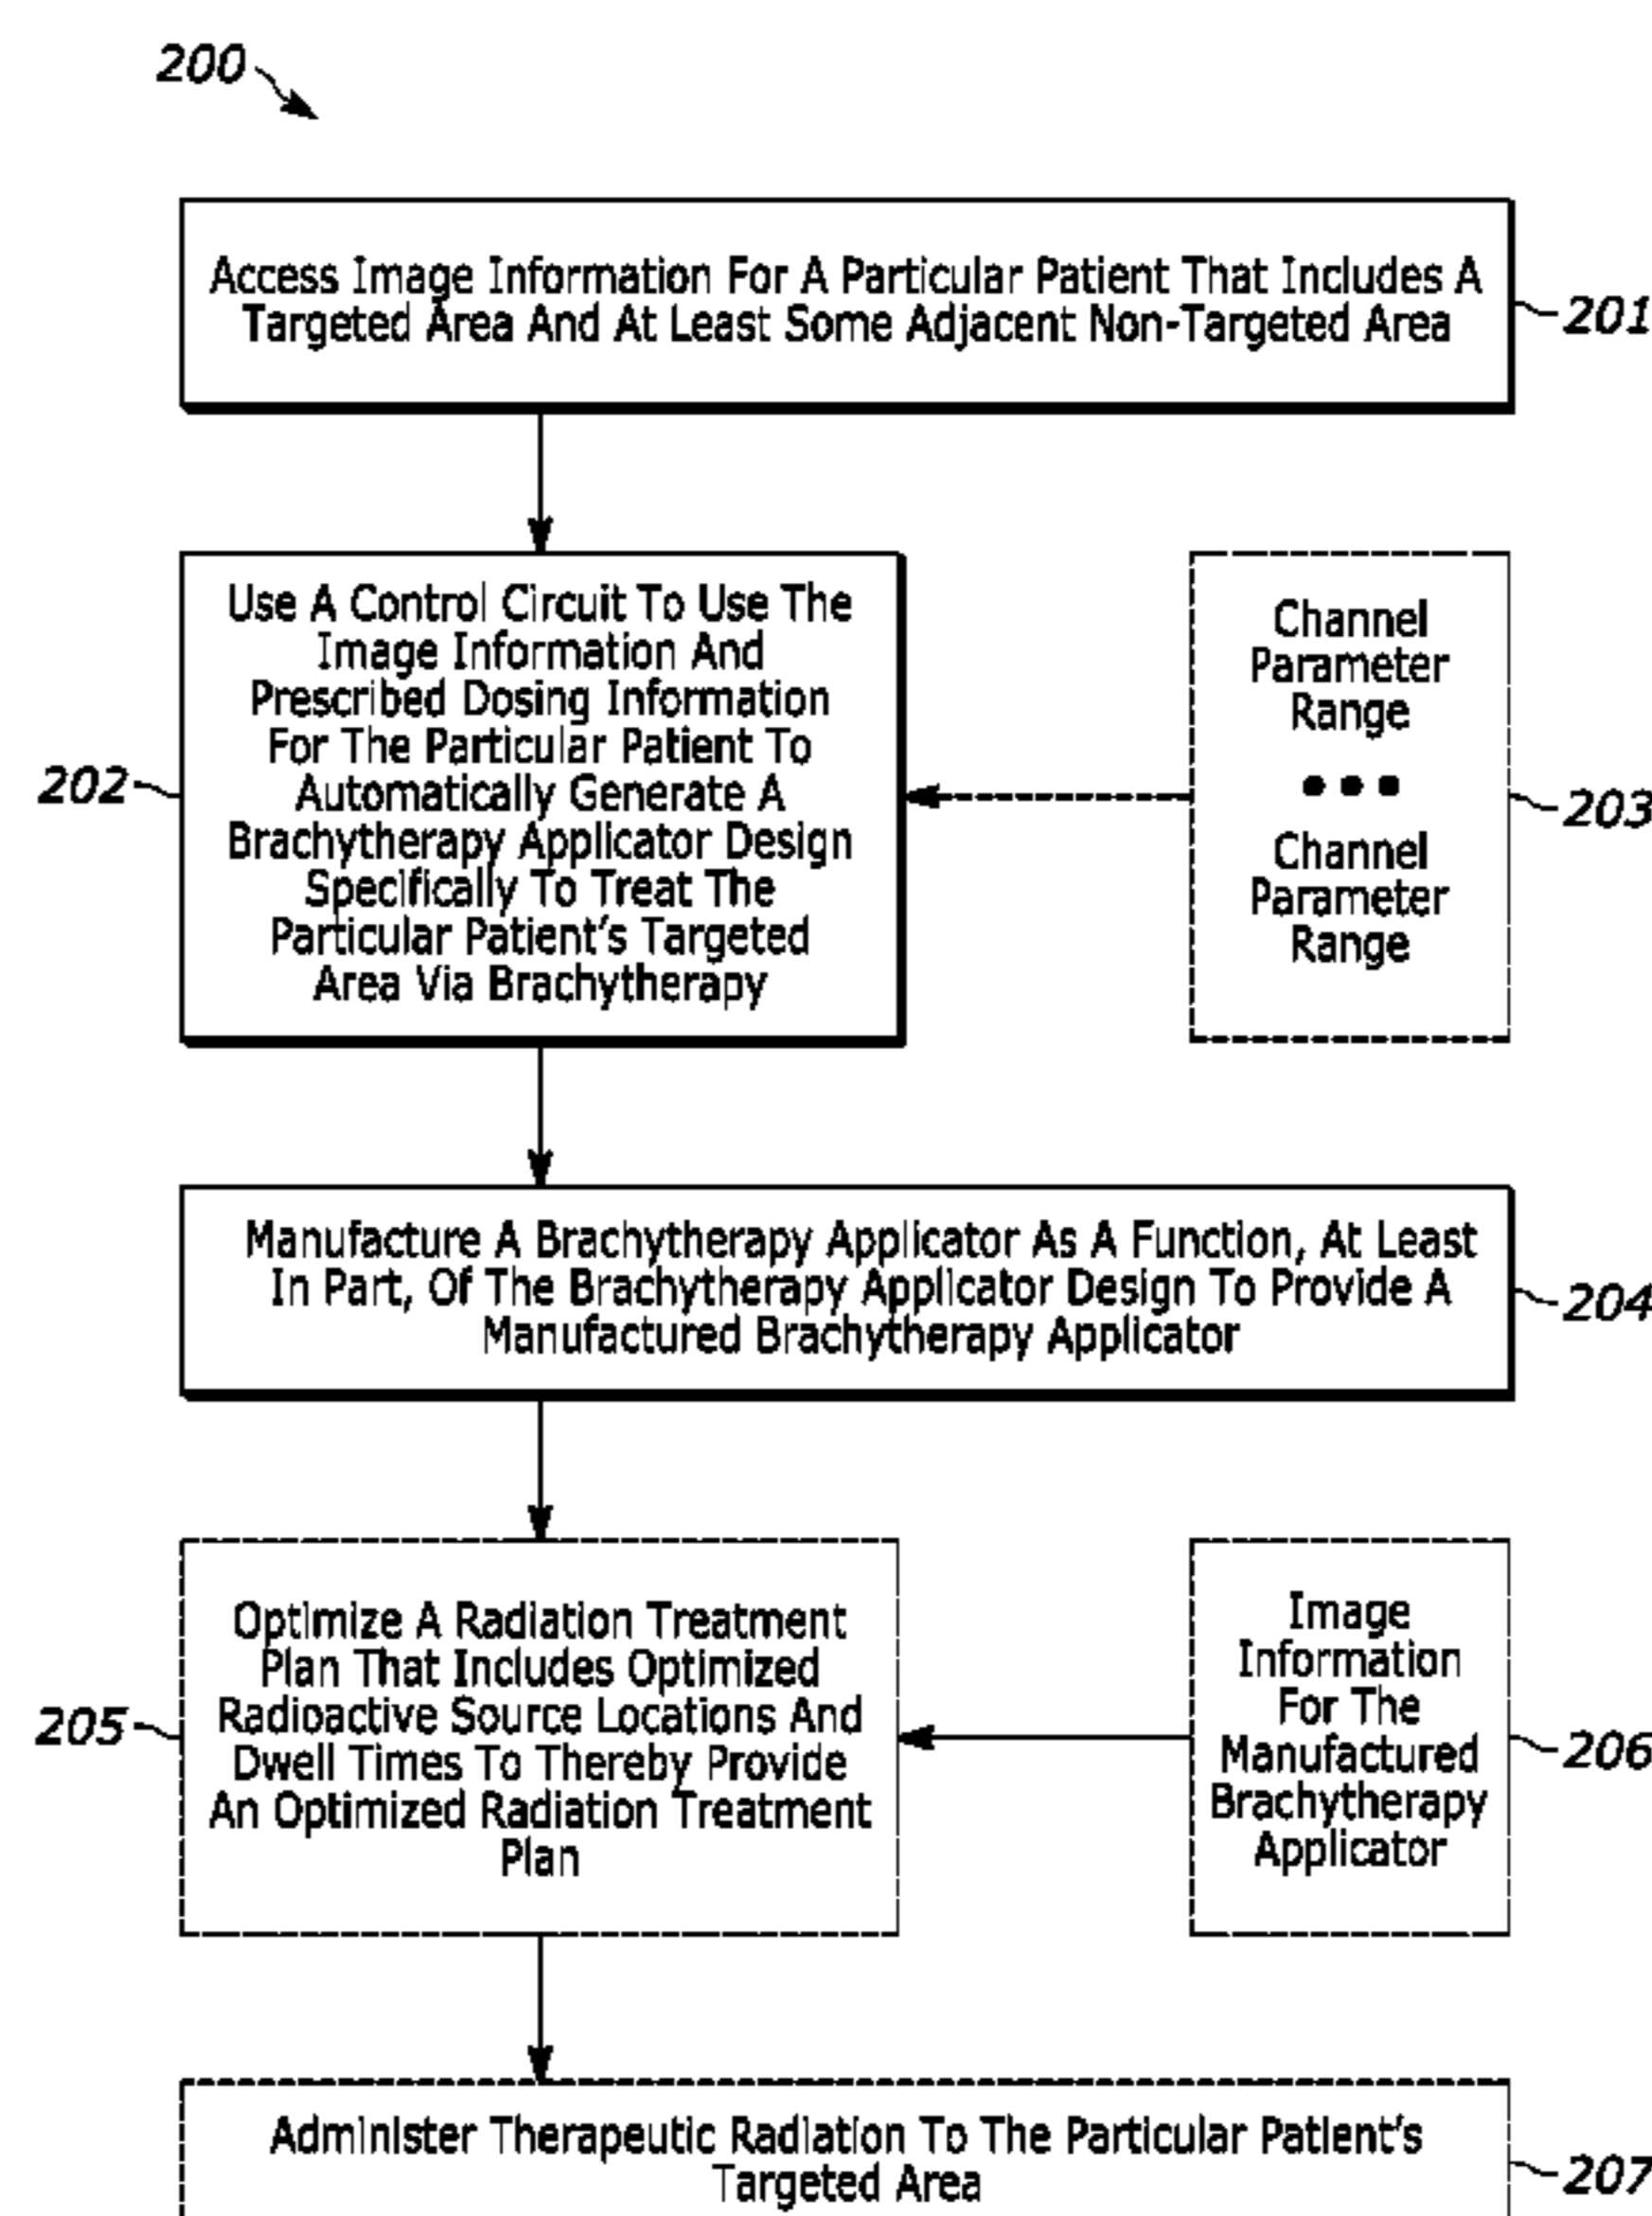 200
Access Image Information For A Particular Patient That Includes A
Targeted Area And At Least Some Adjacent Non-Targeted Area
201
Use A Control Circuit To Use The
Image Information And
Prescribed Dosing Information
For The Particular Patient To
Automatically Generate A
Brachytherapy Applicator Design
Specifically To Treat The
Particular Patient's Targeted
Area Via Brachytherapy
202
Channel
Parameter
Range
•••
Channel
Parameter
Range
203
Manufacture A Brachytherapy Applicator As A Function, At Least
In Part, Of The Brachytherapy Applicator Design To Provide A
Manufactured Brachytherapy Applicator
204
Optimize A Radiation Treatment
Plan That Includes Optimized
Radioactive Source Locations And
Dwell Times To Thereby Provide
An Optimized Radiation Treatment
Plan
205
Image
Information
For The
Manufactured
Brachytherapy
Applicator
206
Administer Therapeutic Radiation To The Particular Patient's
Targeted Area
207